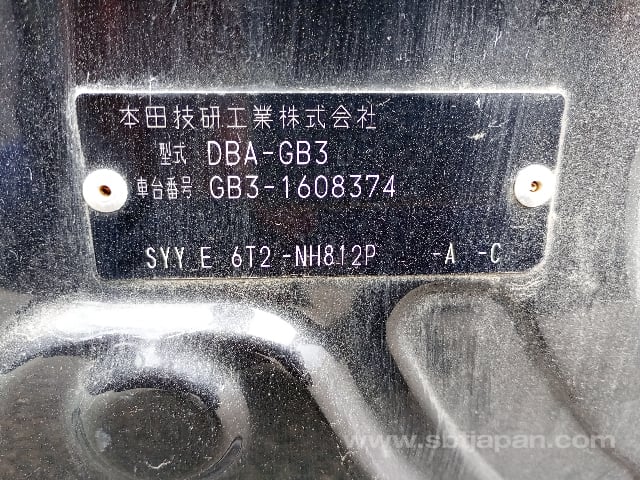 本田技研工業株式会社
型式 DBA-GB3
車台番号 GB3-1608374
SYY E 6T2 -NH812P -A -C
www.sbtjapan.com